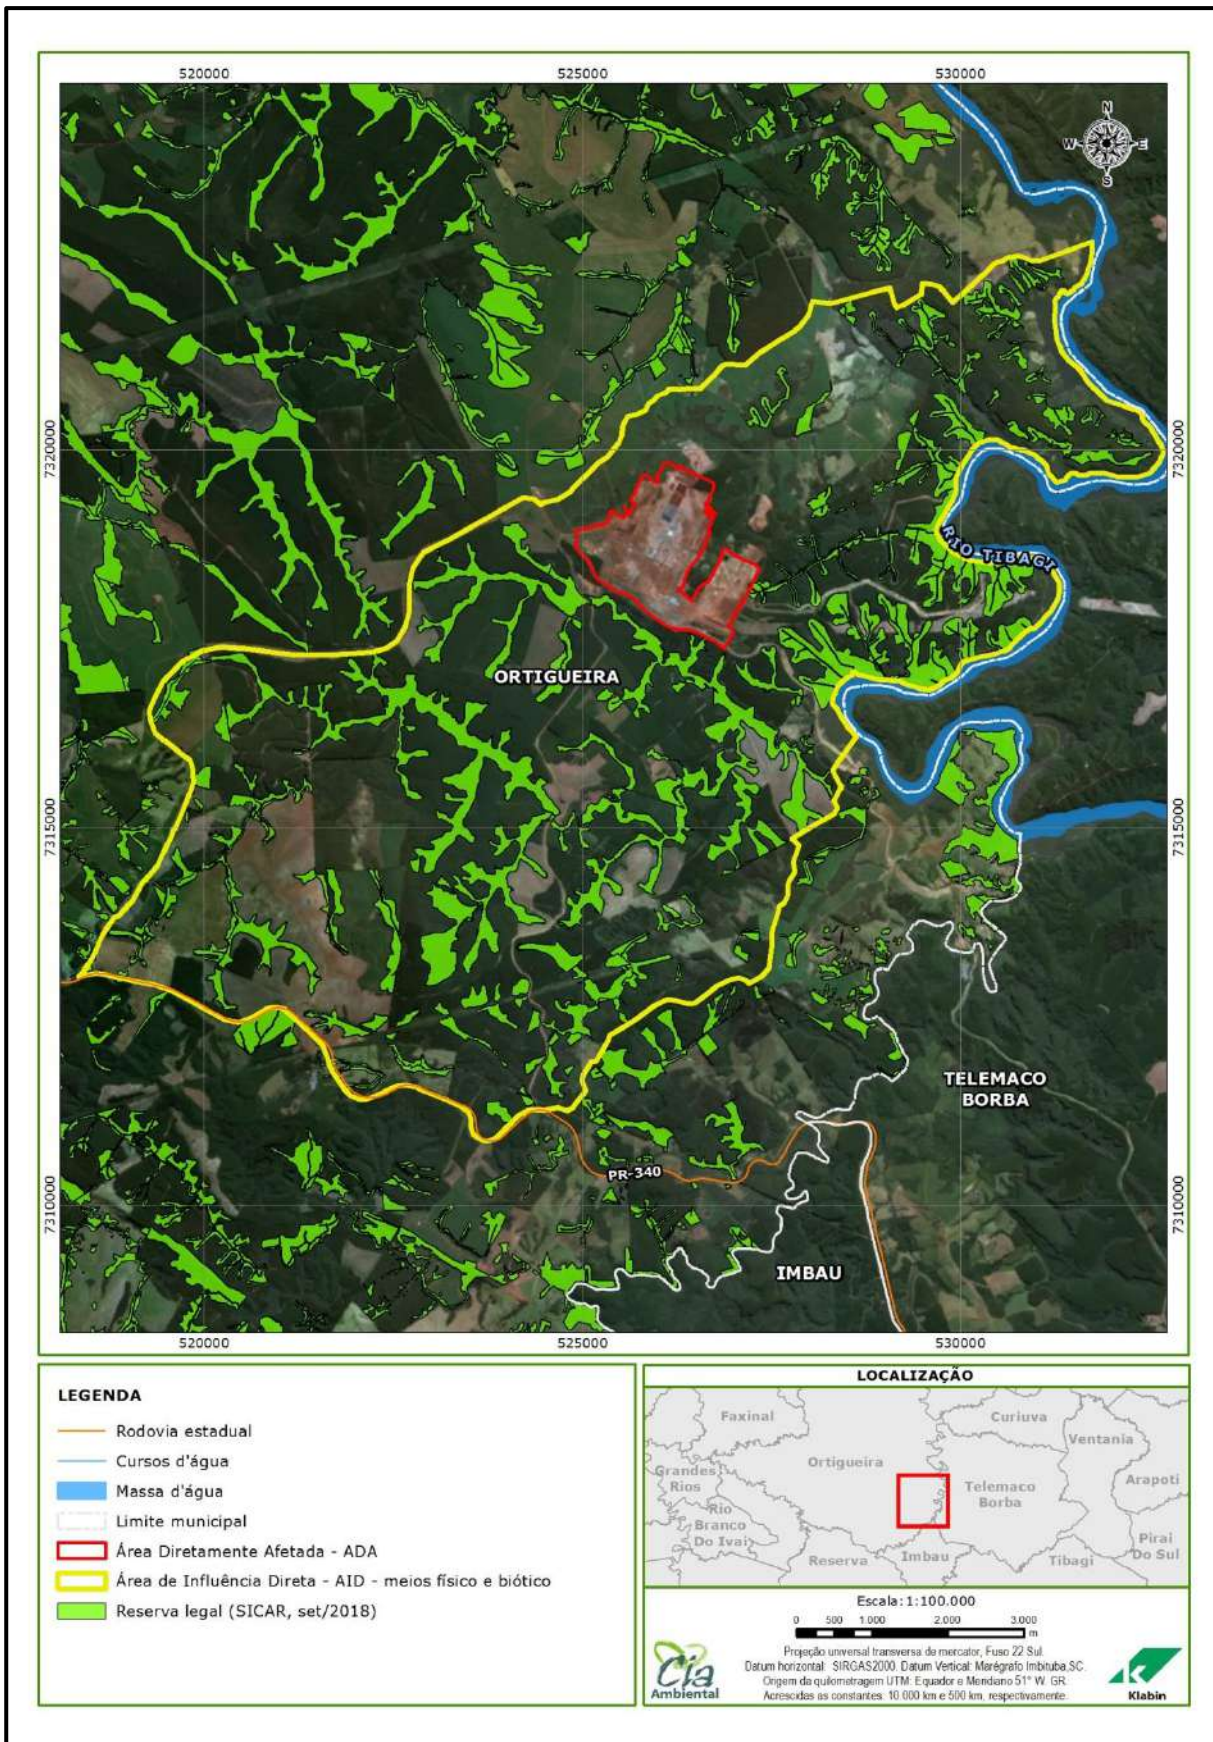 520000 525000 530000
N
W E
S
7320000 7320000
RIO TIBAGI
ORTIGUEIRA
7315000 7315000
TELEMACO
BORBA
PR-340
7310000 7310000
IMBAU
520000 525000 530000
LEGENDA
Rodovia estadual
Cursos d'água
Massa d'água
Limite municipal
Área Diretamente Afetada - ADA
Área de Influência Direta - AID - meios físico e biótico
Reserva legal (SICAR, set/2018)
LOCALIZAÇÃO
Faxinal
Curiuva
Ventania
Ortigueira
Grandes
Rios
Telemaco
Borba
Arapoti
Rio
Branco
Do Ivai
Pirai
Do Sul
Reserva
Imbau
Tibagi
Escala: 1:100.000
0 500 1.000 2.000 3.000
m
Projeção universal transversa de mercator, Fuso 22 Sul.
Datum horizontal: SIRGAS2000. Datum Vertical: Marégrafo Imbituba,SC.
Origem da quilometragem UTM: Equador e Meridiano 51° W. GR.
Acrescidas as constantes: 10.000 km e 500 km, respectivamente.
Cia
Ambiental
Klabin